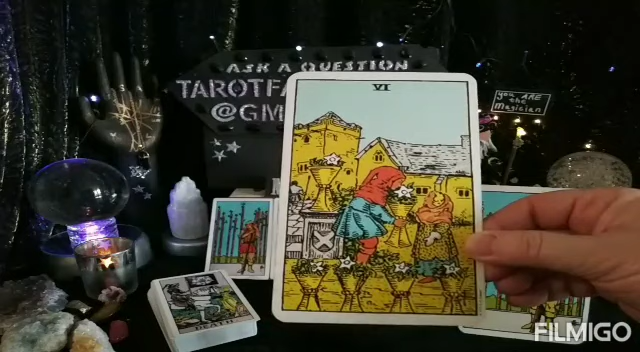 ASK A QUESTION
TAROTFA
@GM
VI
you ARE
the
Magician
DEATH
FILMIGO